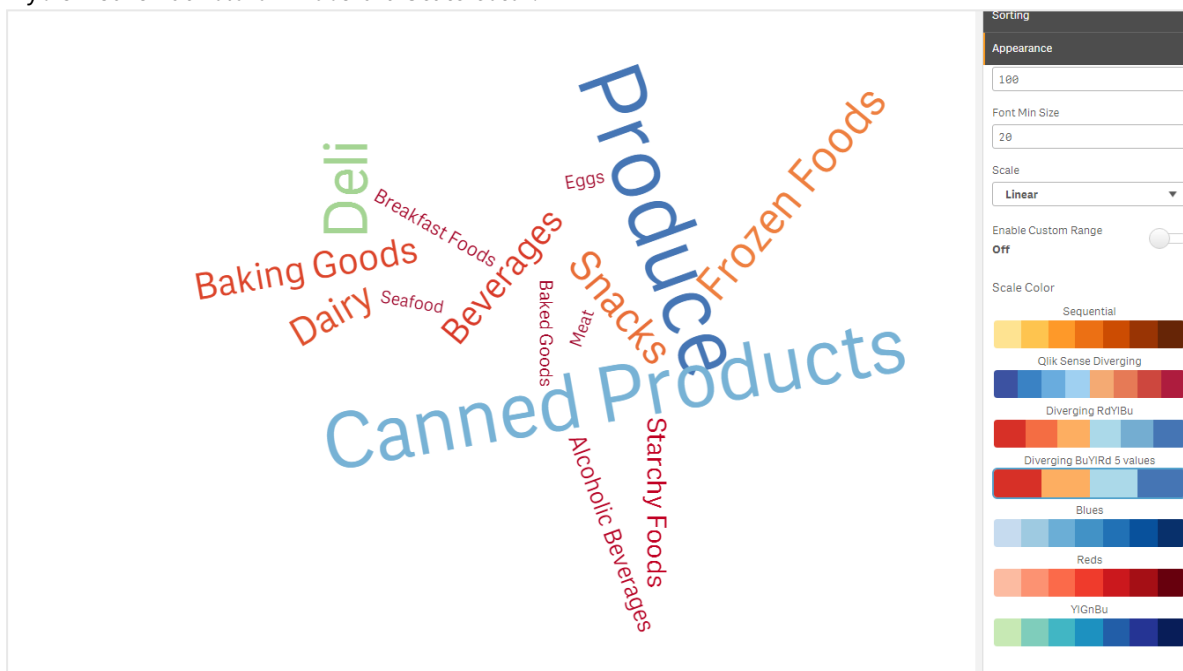 Produce
Frozen Foods
Deli
Eggs
Breakfast Foods
Beverages
Baking Goods
Snacks
Dairy
Seafood
Baked Goods
Meat
Canned Products
Starchy Foods
Alcoholic Beverages
Sorting
Appearance
100
Font Min Size
20
Scale
Linear
Enable Custom Range
Off
Scale Color
Sequential
Qlik Sense Diverging
Diverging RdYlBu
Diverging BuYlRd 5 values
Blues
Reds
YlGnBu